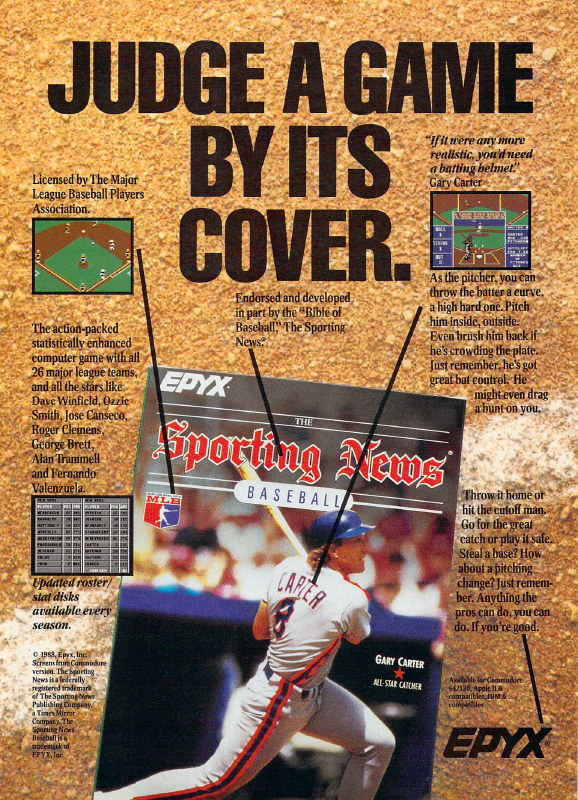 JUDGE A GAME
BY ITS
COVER.
Licensed by The Major
League Baseball Players
Association.
"If it were any more
realistic, you'd need
a batting helmet."
Gary Carter
BALL
STRIKE
OUT
As the pitcher, you can
throw the batter a curve,
a high hard one. Pitch
him inside, outside.
Even brush him back if
he's crowding the plate.
Just remember, he's got
great bat control. He
might even drag
a bunt on you.
Endorsed and developed
in part by the "Bible of
Baseball," The Sporting
News.®
The action-packed
statistically enhanced
computer game with all
26 major league teams,
and all the stars like
Dave Winfield, Ozzie
Smith, Jose Canseco,
Roger Clemens,
George Brett,
Alan Trammell
and Fernando
Valenzuela.
Updated roster/
stat disks
available every
season.
EPYX
THE
Sporting News®
BASEBALL
MLB
CARTER
8
GARY CARTER
ALL-STAR CATCHER
Throw it home or
hit the cutoff man.
Go for the great
catch or play it safe.
Steal a base? How
about a pitching
change? Just remem-
ber. Anything the
pros can do, you can
do. If you're good.
© 1988, Epyx, Inc.
Screens from Commodore
version. The Sporting
News is a federally
registered trademark
of The Sporting News
Publishing Company,
a Times Mirror
Company. The
Sporting News
Baseball is a
trademark of
EPYX, Inc.
Available for Commodore
64/128, Apple II &
compatibles, IBM &
compatibles
EPYX